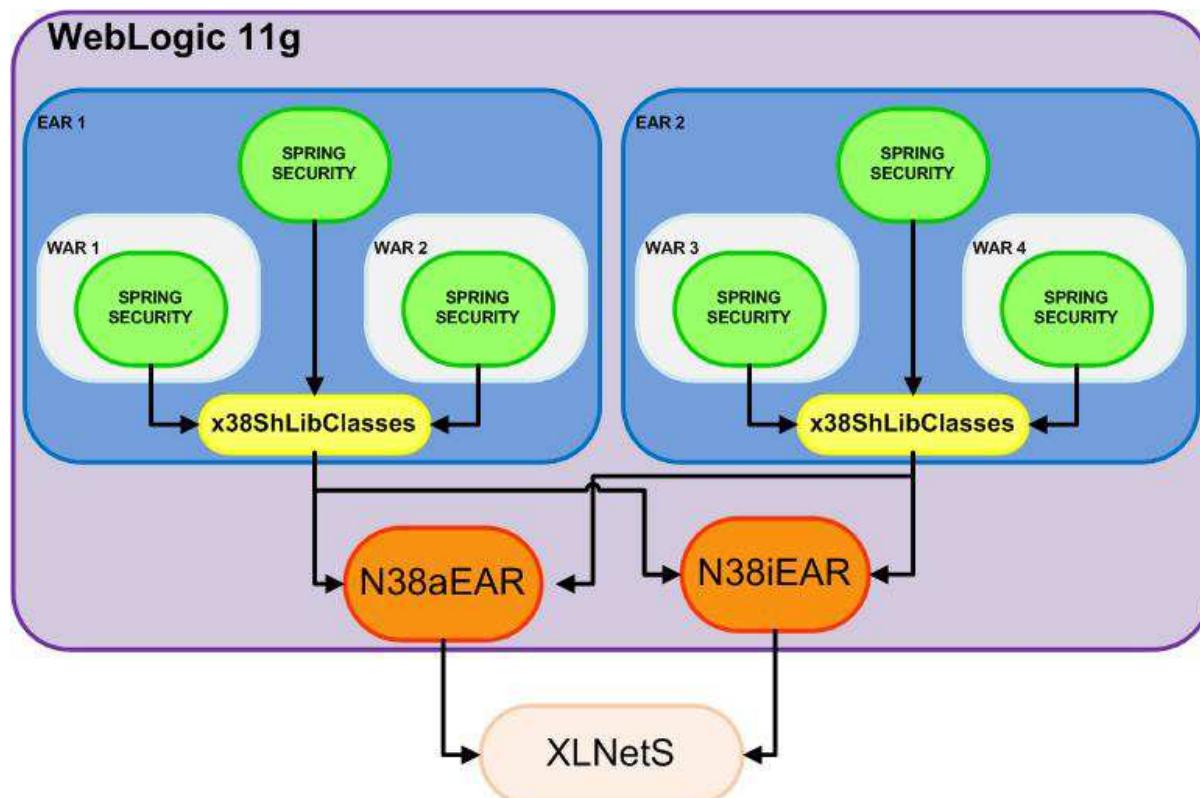 WebLogic 11g
EAR 1
SPRING
SECURITY
WAR 1
SPRING
SECURITY
WAR 2
SPRING
SECURITY
x38ShLibClasses
EAR 2
SPRING
SECURITY
WAR 3
SPRING
SECURITY
WAR 4
SPRING
SECURITY
x38ShLibClasses
N38aEAR
N38iEAR
XLNetS